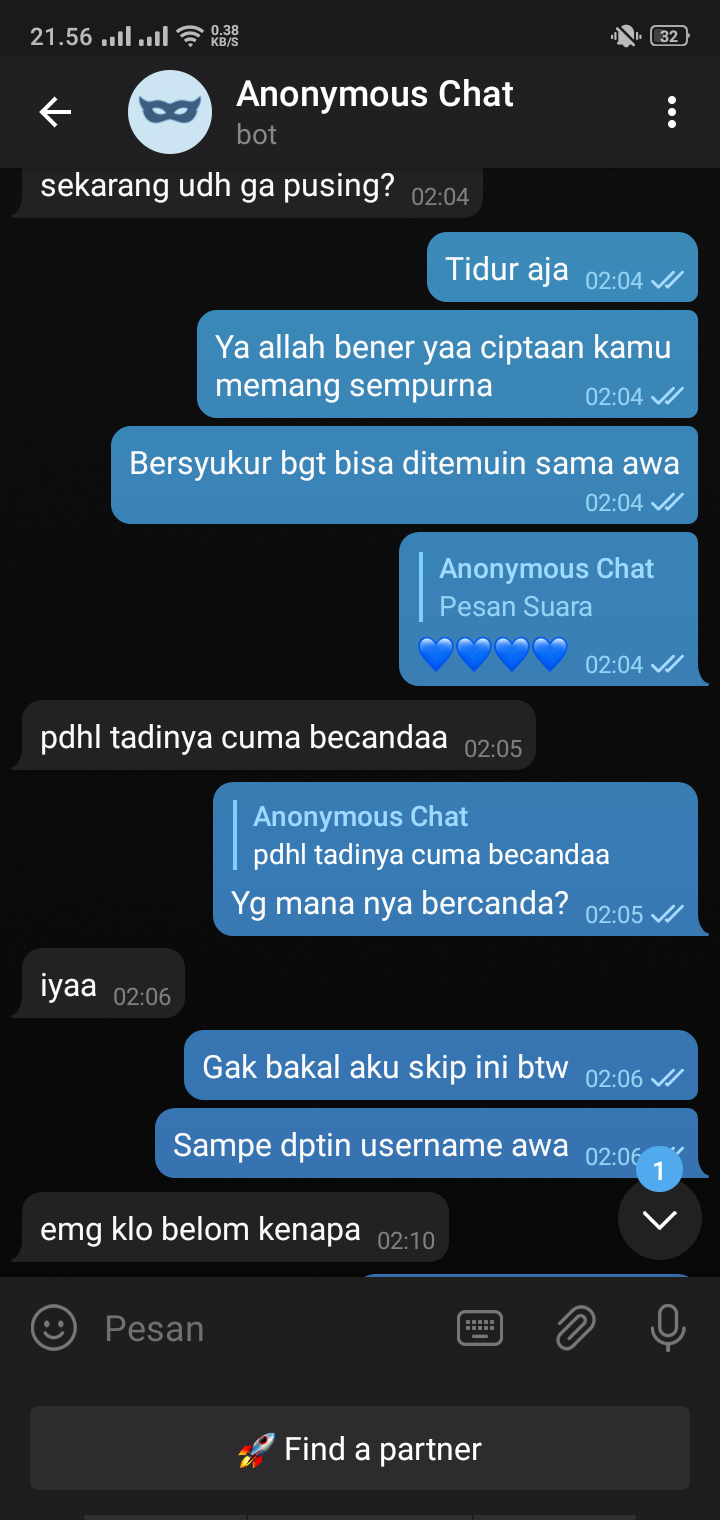 21.56
0.38
KB/S
32
Anonymous Chat
bot
sekarang udh ga pusing? 02:04
Tidur aja 02:04
Ya allah bener yaa ciptaan kamu
memang sempurna 02:04
Bersyukur bgt bisa ditemuin sama awa
02:04
Anonymous Chat
Pesan Suara
💙💙💙💙 02:04
pdhl tadinya cuma becandaa 02:05
Anonymous Chat
pdhl tadinya cuma becandaa
Yg mana nya bercanda? 02:05
iyaa 02:06
Gak bakal aku skip ini btw 02:06
Sampe dptin username awa 02:06
1
emg klo belom kenapa 02:10
Pesan
🚀 Find a partner